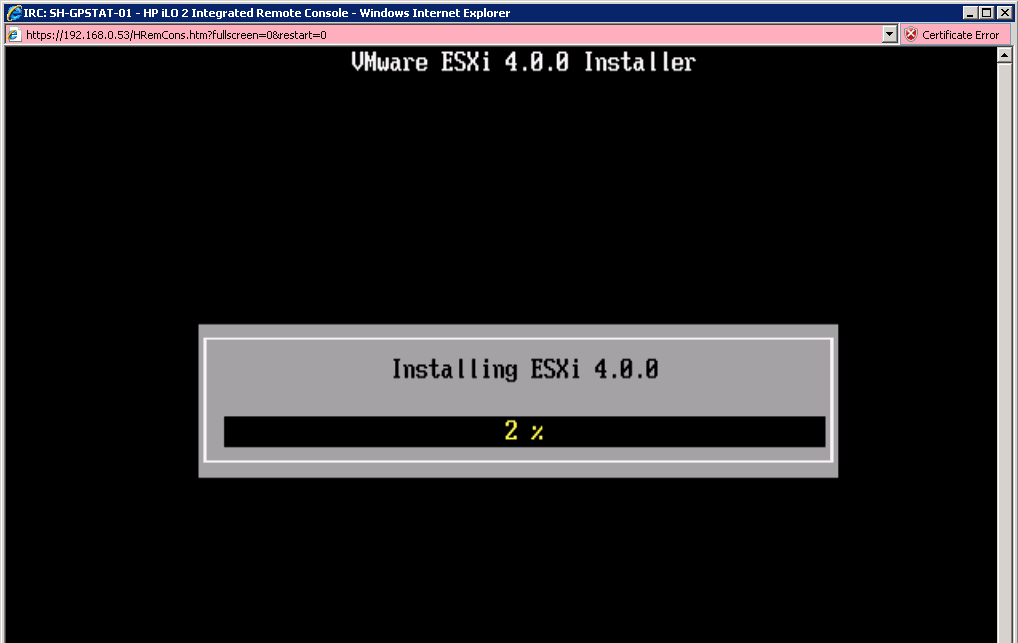 IRC: SH-GPSTAT-01 - HP iLO 2 Integrated Remote Console - Windows Internet Explorer
https://192.168.0.53/HRemCons.htm?fullscreen=0&restart=0
Certificate Error
VMware ESXi 4.0.0 Installer
Installing ESXi 4.0.0
2 %